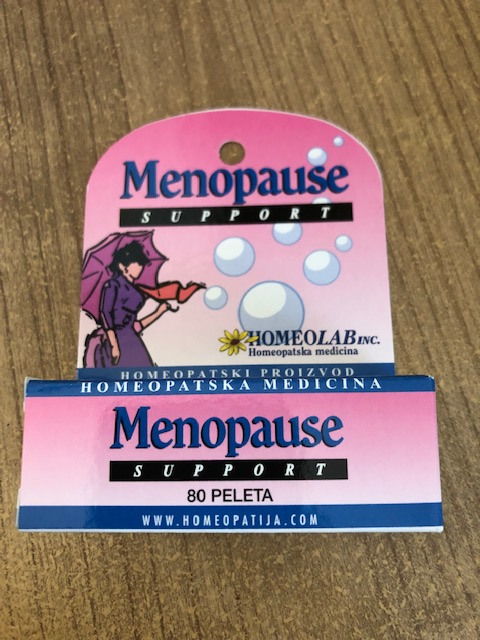 Menopause
SUPPORT
HOMEOLAB INC.
Homeopatska medicina
HOMEOPATSKI PROIZVOD
HOMEOPATSKA MEDICINA
Menopause
SUPPORT
80 PELETA
WWW.HOMEOPATIJA.COM